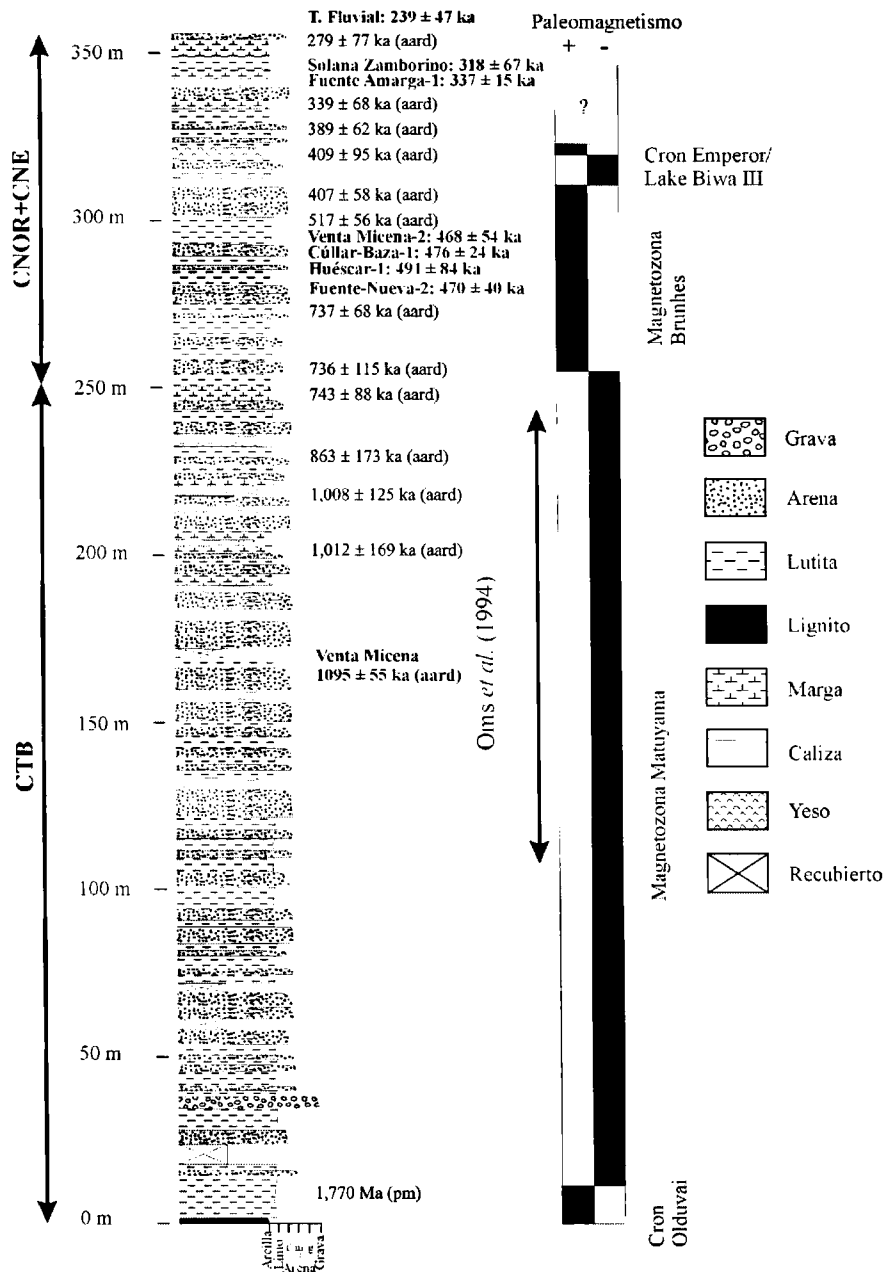 T. Fluvial: 239 ± 47 ka
279 ± 77 ka (aard)
Solana Zamborino: 318 ± 67 ka
Fuente Amarga-1: 337 ± 15 ka
339 ± 68 ka (aard)
389 ± 62 ka (aard)
409 ± 95 ka (aard)
407 ± 58 ka (aard)
517 ± 56 ka (aard)
Venta Micena-2: 468 ± 54 ka
Cúllar-Baza-1: 476 ± 24 ka
Huéscar-1: 491 ± 84 ka
Fuente-Nueva-2: 470 ± 40 ka
737 ± 68 ka (aard)
736 ± 115 ka (aard)
743 ± 88 ka (aard)
863 ± 173 ka (aard)
1,008 ± 125 ka (aard)
1,012 ± 169 ka (aard)
Venta Micena
1095 ± 55 ka (aard)
1,770 Ma (pm)
350 m
300 m
250 m
200 m
150 m
100 m
50 m
0 m
CNOR+CNE
CTB
Arcilla
Limo
Arena
Grava
Paleomagnetismo
+ -
?
Cron Emperor/
Lake Biwa III
Magnetozona
Brunhes
Oms et al. (1994)
Magnetozona Matuyama
Cron
Olduvai
Grava
Arena
Lutita
Lignito
Marga
Caliza
Yeso
Recubierto